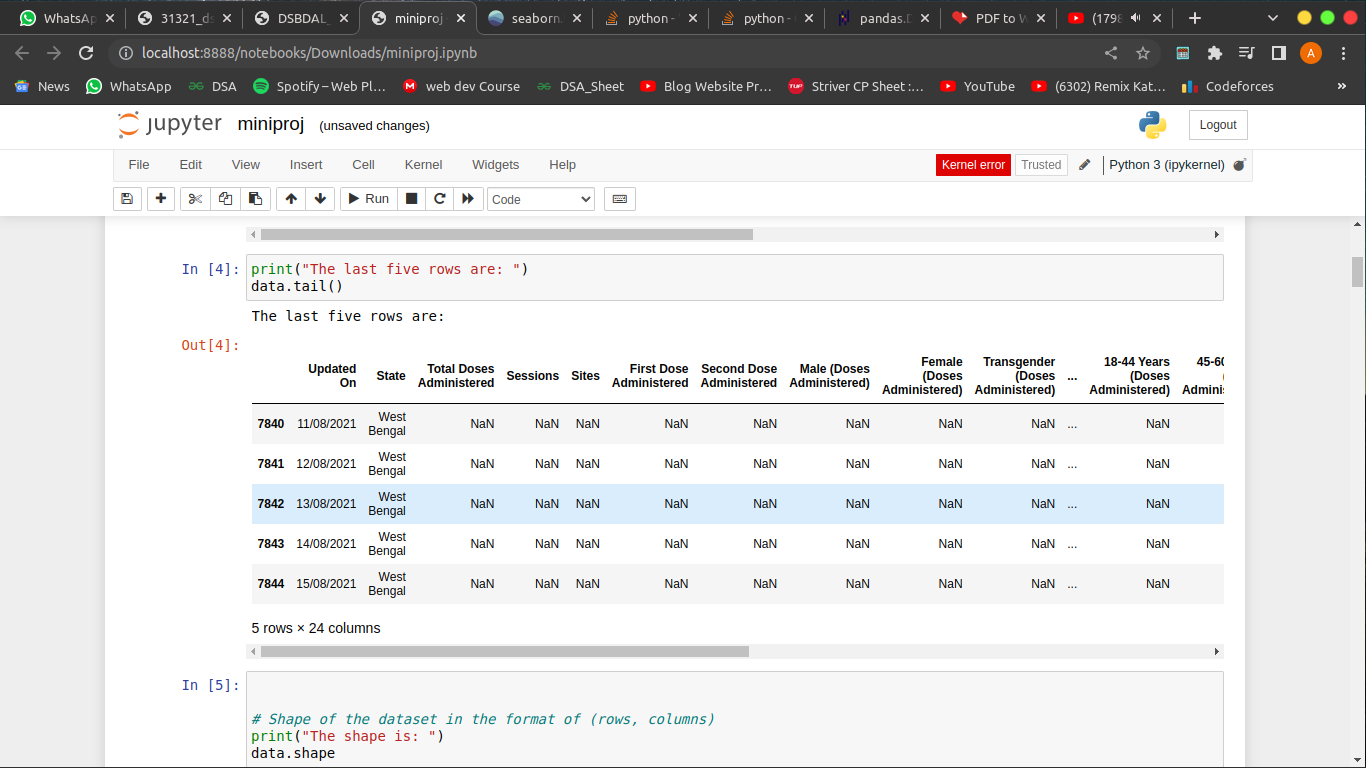 WhatsAp
31321_ds
DSBDAL_
miniproj
seaborn.
python -
python -
pandas.D
PDF to W
(1798
localhost:8888/notebooks/Downloads/miniproj.ipynb
A
News
WhatsApp
DSA
Spotify – Web Pl…
web dev Course
DSA_Sheet
Blog Website Pr…
Striver CP Sheet :…
YouTube
(6302) Remix Kat…
Codeforces
»
jupyter miniproj (unsaved changes)
Logout
File Edit View Insert Cell Kernel Widgets Help
Kernel error Trusted Python 3 (ipykernel)
Run Code
In [4]: print("The last five rows are: ")
data.tail()
The last five rows are:
Out[4]:
Updated On State Total Doses Administered Sessions Sites First Dose Administered Second Dose Administered Male (Doses Administered) Female (Doses Administered) Transgender (Doses Administered) ... 18-44 Years (Doses Administered) 45-60
7840 11/08/2021 West Bengal NaN NaN NaN NaN NaN NaN NaN NaN ... NaN
7841 12/08/2021 West Bengal NaN NaN NaN NaN NaN NaN NaN NaN ... NaN
7842 13/08/2021 West Bengal NaN NaN NaN NaN NaN NaN NaN NaN ... NaN
7843 14/08/2021 West Bengal NaN NaN NaN NaN NaN NaN NaN NaN ... NaN
7844 15/08/2021 West Bengal NaN NaN NaN NaN NaN NaN NaN NaN ... NaN
5 rows × 24 columns
In [5]:
# Shape of the dataset in the format of (rows, columns)
print("The shape is: ")
data.shape